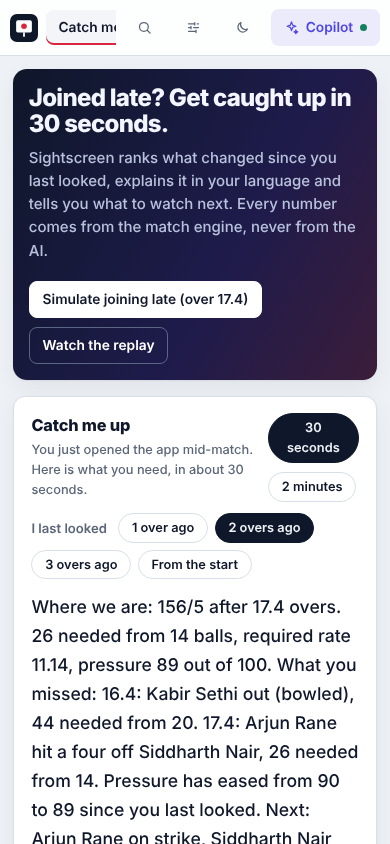 Catch me
Copilot
Joined late? Get caught up in
30 seconds.
Sightscreen ranks what changed since you
last looked, explains it in your language and
tells you what to watch next. Every number
comes from the match engine, never from the
AI.
Simulate joining late (over 17.4)
Watch the replay
Catch me up
You just opened the app mid-match.
Here is what you need, in about 30
seconds.
30
seconds
2 minutes
I last looked
1 over ago
2 overs ago
3 overs ago
From the start
Where we are: 156/5 after 17.4 overs.
26 needed from 14 balls, required rate
11.14, pressure 89 out of 100. What you
missed: 16.4: Kabir Sethi out (bowled),
44 needed from 20. 17.4: Arjun Rane
hit a four off Siddharth Nair, 26 needed
from 14. Pressure has eased from 90
to 89 since you last looked. Next:
Arjun Rane on strike, Siddharth Nair